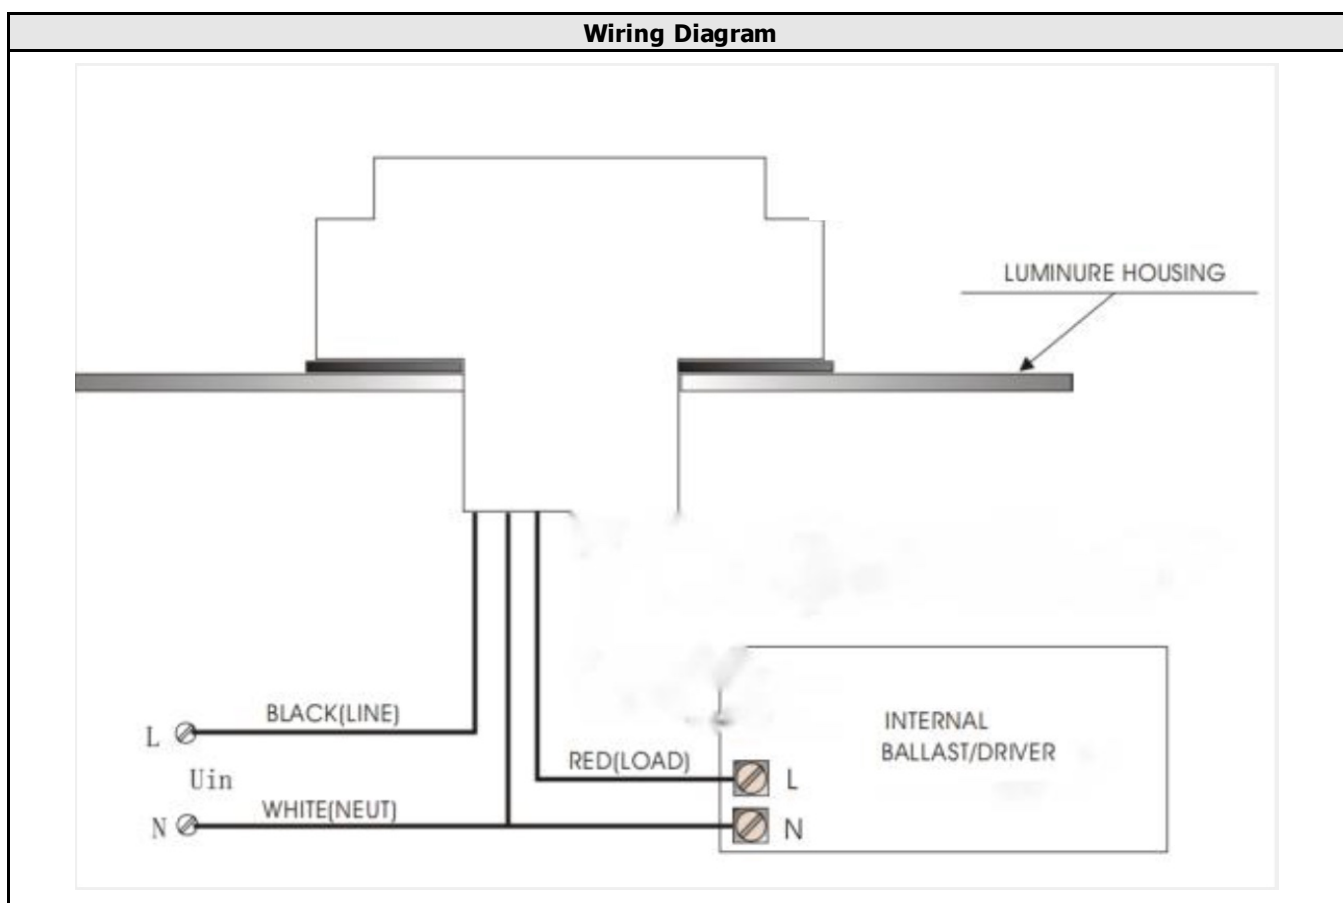 Wiring Diagram
LUMINURE HOUSING
BLACK(LINE)
L
Uin
WHITE(NEUT)
N
RED(LOAD)
L
N
INTERNAL
BALLAST/DRIVER